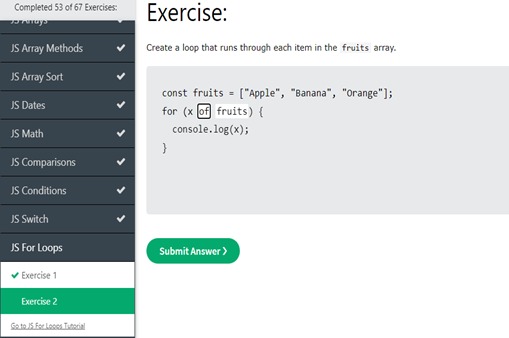 Completed 53 of 67 Exercises:
JS Arrays
JS Array Methods
JS Array Sort
JS Dates
JS Math
JS Comparisons
JS Conditions
JS Switch
JS For Loops
Exercise 1
Exercise 2
Go to JS For Loops Tutorial
Exercise:
Create a loop that runs through each item in the fruits array.
const fruits = ["Apple", "Banana", "Orange"];
for (x of fruits) {
console.log(x);
}
Submit Answer ❯